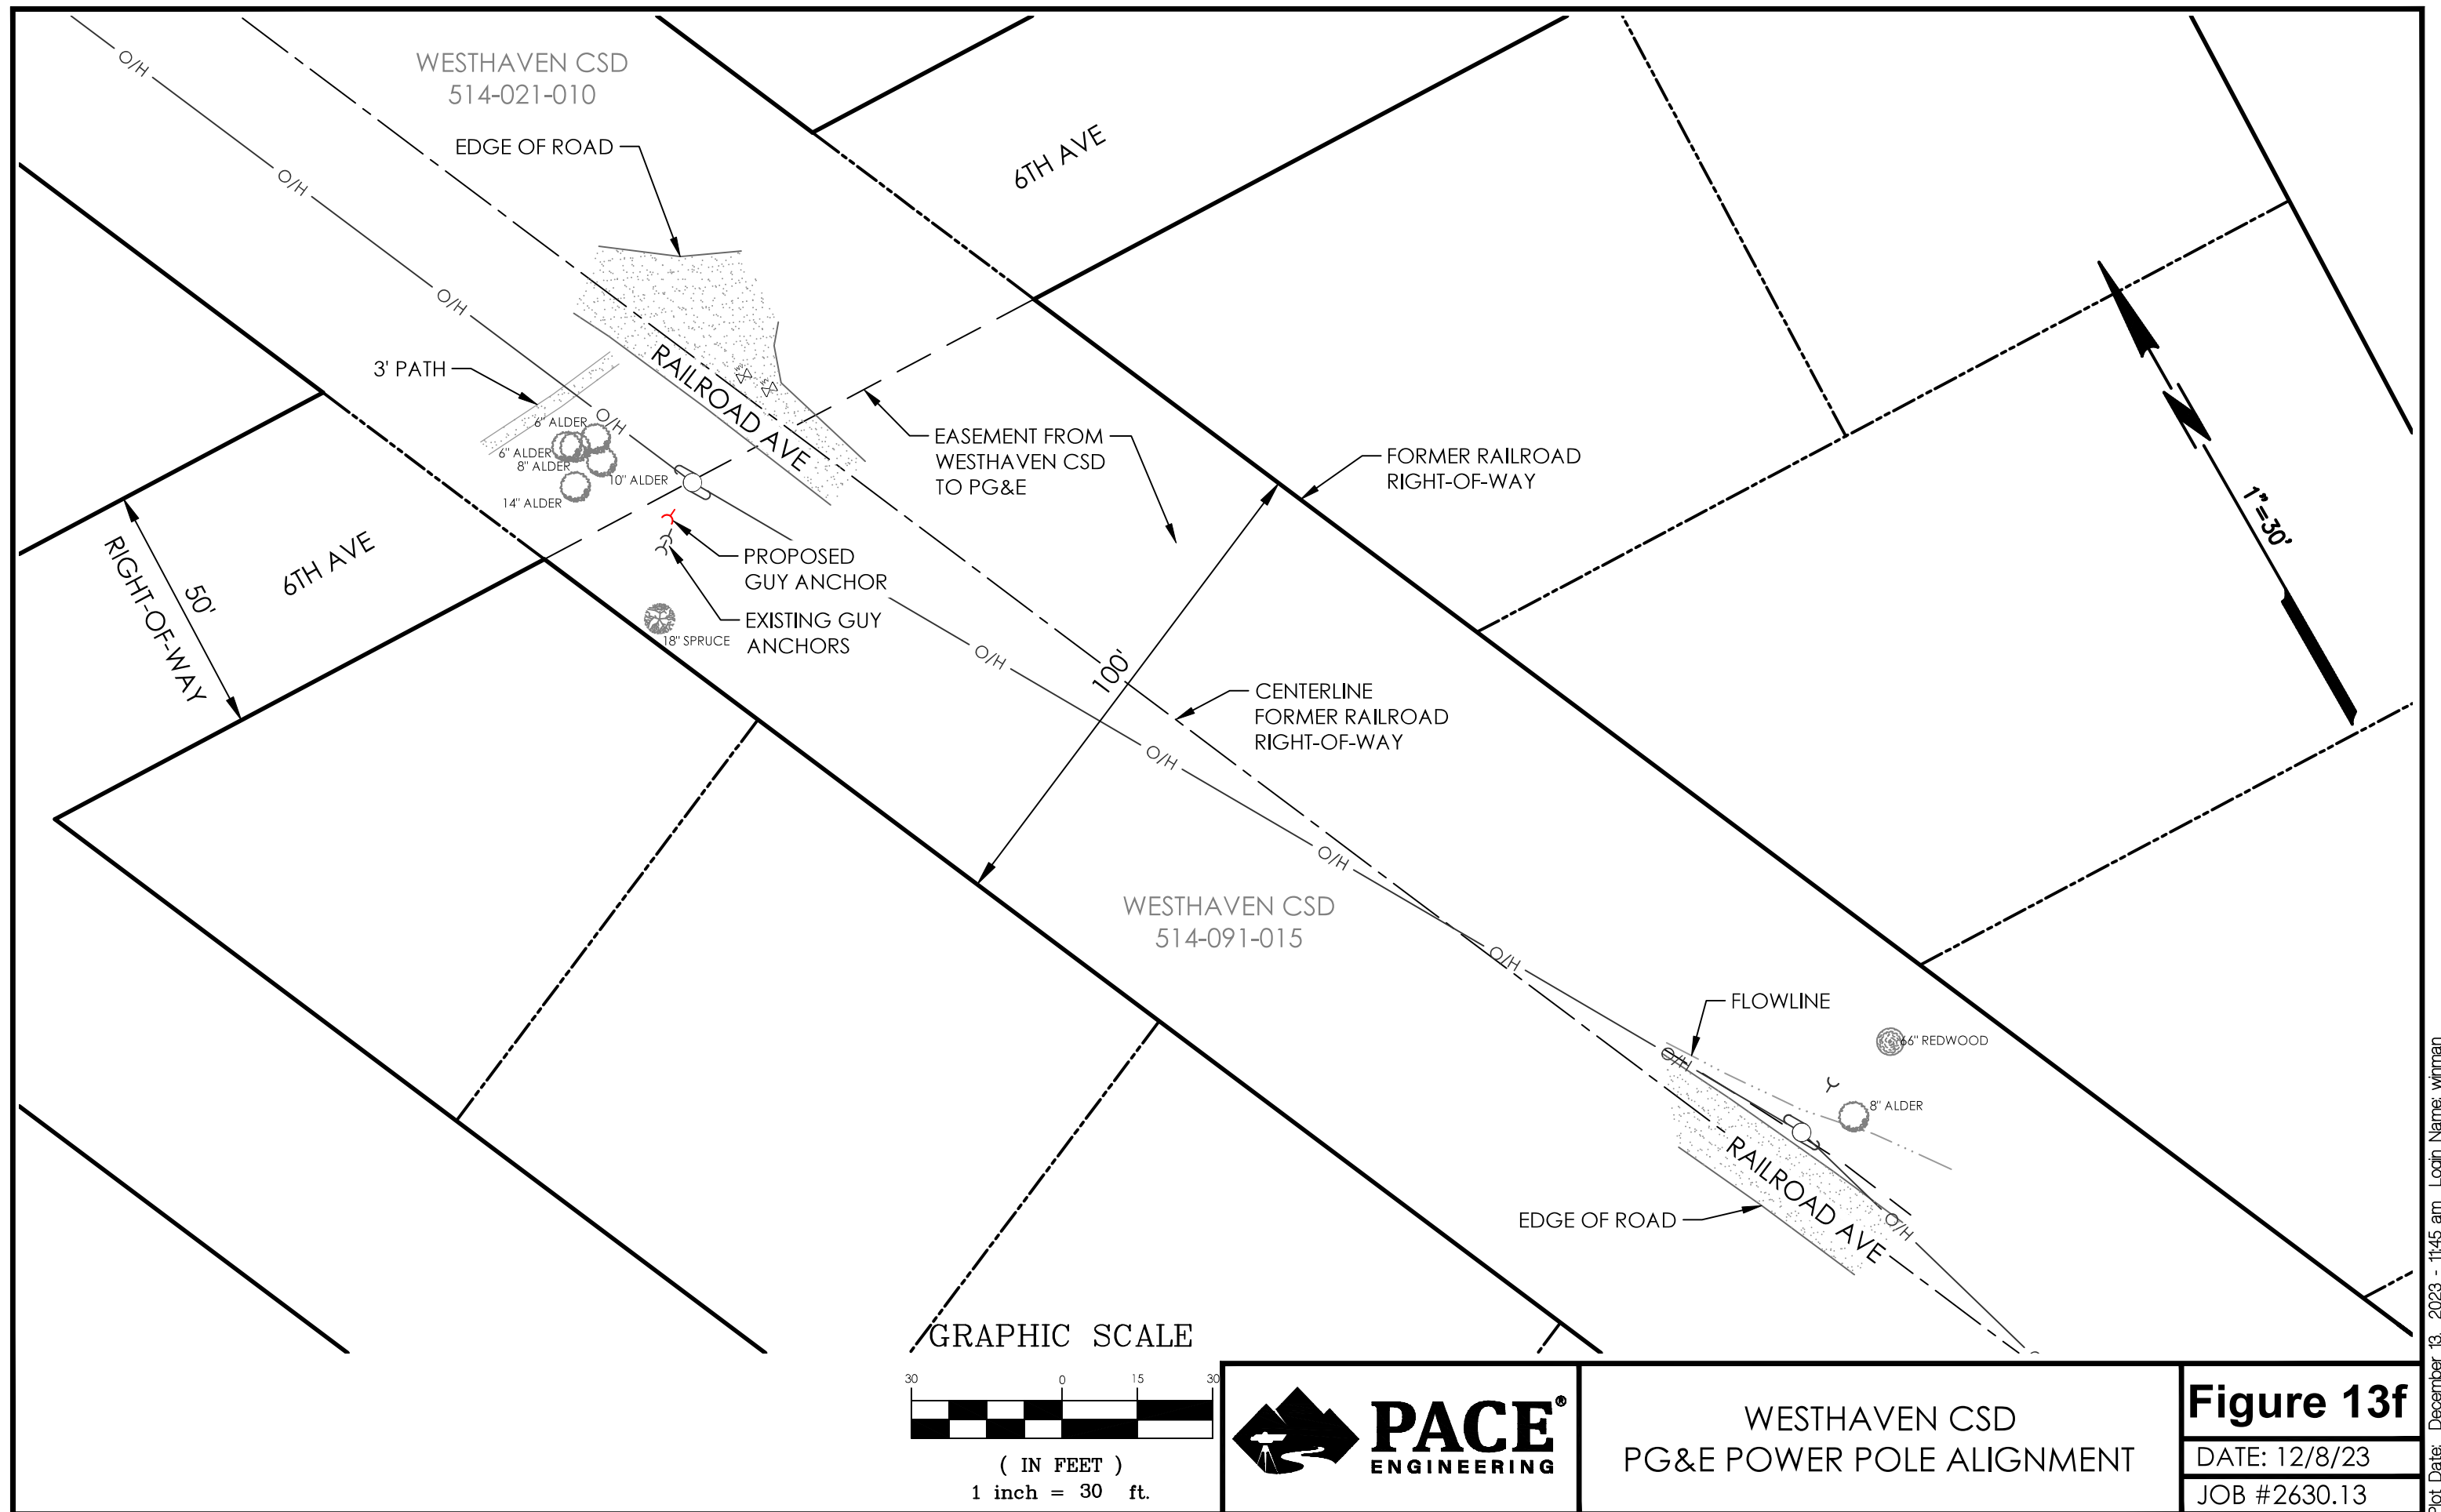 O/H
WESTHAVEN CSD
514-021-010
EDGE OF ROAD
6TH AVE
O/H
O/H
3' PATH
RAILROAD AVE
6" ALDER
O/H
6" ALDER
8" ALDER
10" ALDER
14" ALDER
EASEMENT FROM
WESTHAVEN CSD
TO PG&E
FORMER RAILROAD
RIGHT-OF-WAY
1"=30'
50'
RIGHT-OF-WAY
6TH AVE
PROPOSED
GUY ANCHOR
EXISTING GUY
ANCHORS
18" SPRUCE
O/H
100'
CENTERLINE
FORMER RAILROAD
RIGHT-OF-WAY
O/H
O/H
WESTHAVEN CSD
514-091-015
O/H
FLOWLINE
66" REDWOOD
O/H
8" ALDER
RAILROAD AVE
EDGE OF ROAD
O/H
GRAPHIC SCALE
30 0 15 30
( IN FEET )
1 inch = 30 ft.
PACE®
ENGINEERING
WESTHAVEN CSD
PG&E POWER POLE ALIGNMENT
Figure 13f
DATE: 12/8/23
JOB #2630.13
Plot Date: December 13, 2023 - 11:45 am Login Name: winman